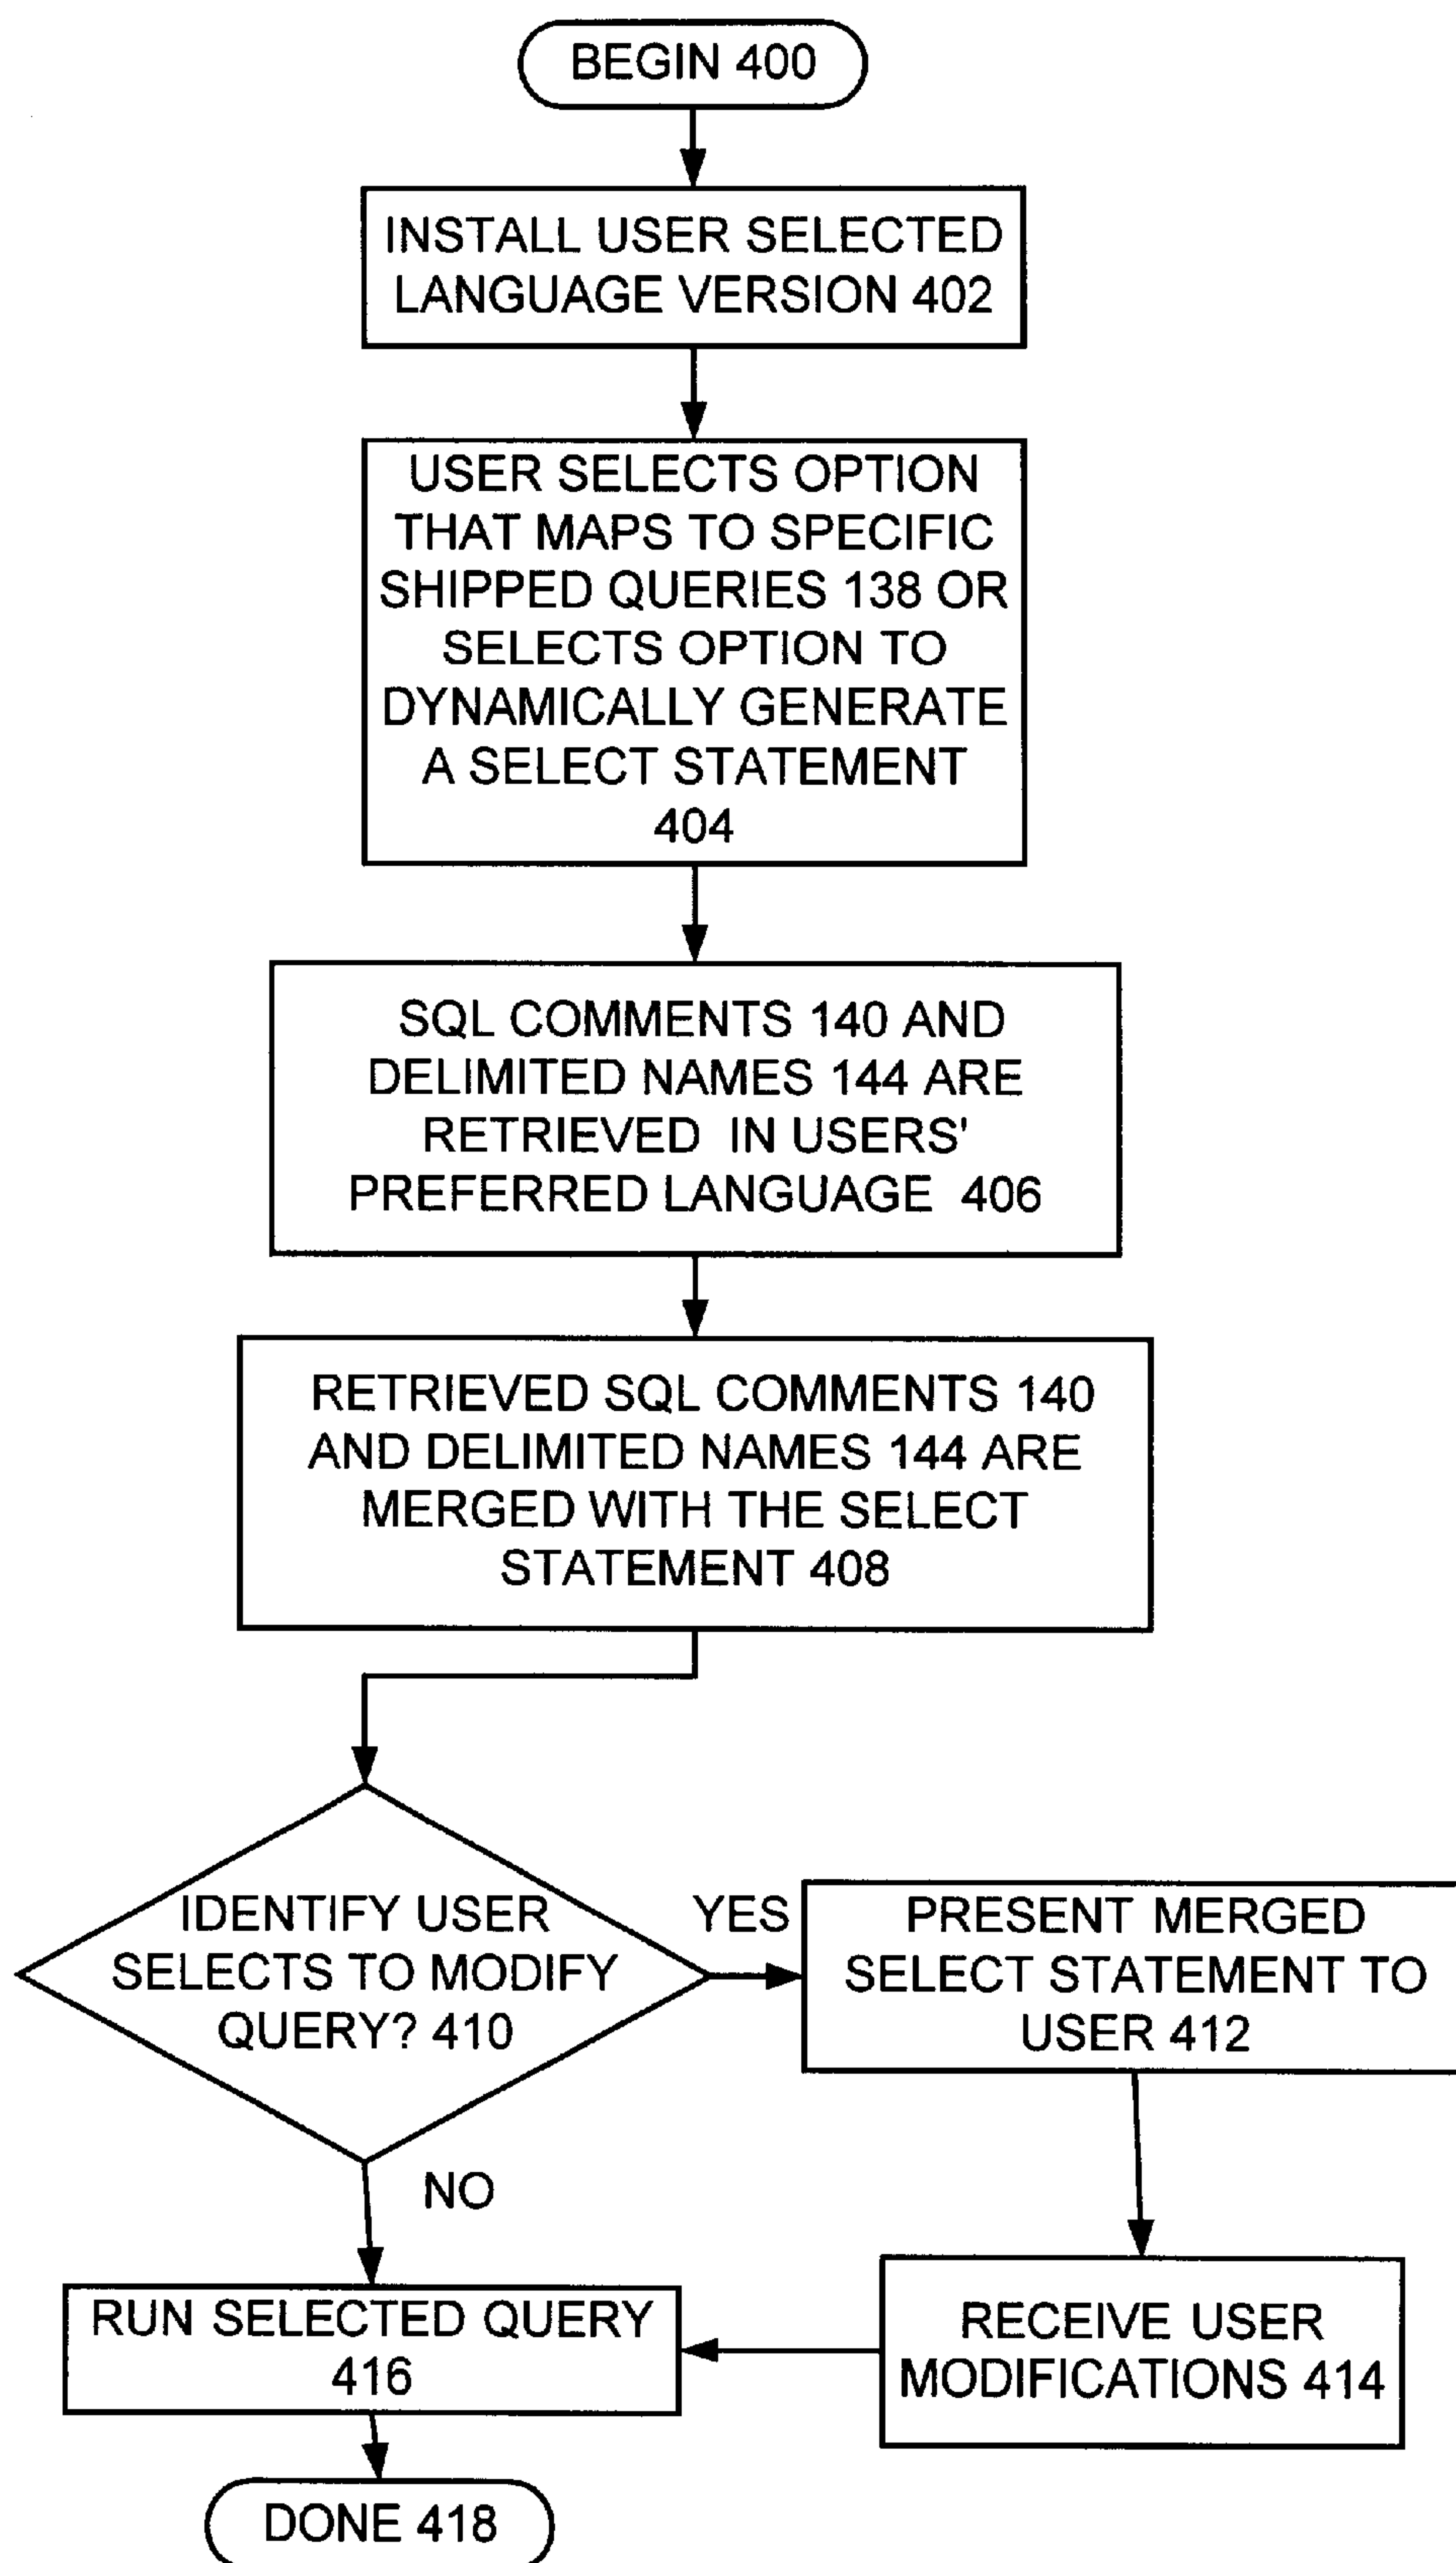 BEGIN 400
INSTALL USER SELECTED
LANGUAGE VERSION 402
USER SELECTS OPTION
THAT MAPS TO SPECIFIC
SHIPPED QUERIES 138 OR
SELECTS OPTION TO
DYNAMICALLY GENERATE
A SELECT STATEMENT
404
SQL COMMENTS 140 AND
DELIMITED NAMES 144 ARE
RETRIEVED IN USERS'
PREFERRED LANGUAGE 406
RETRIEVED SQL COMMENTS 140
AND DELIMITED NAMES 144 ARE
MERGED WITH THE SELECT
STATEMENT 408
IDENTIFY USER
SELECTS TO MODIFY
QUERY? 410
YES
PRESENT MERGED
SELECT STATEMENT TO
USER 412
NO
RUN SELECTED QUERY
416
RECEIVE USER
MODIFICATIONS 414
DONE 418